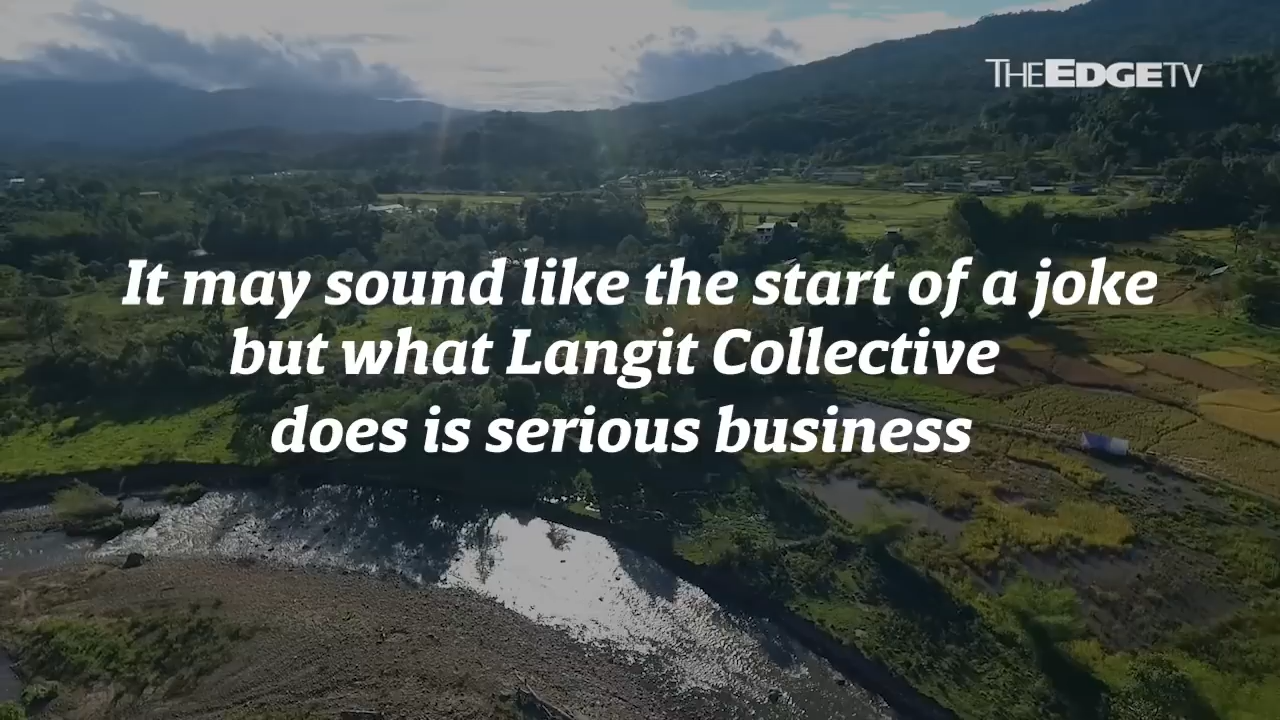 THEEDGETV
It may sound like the start of a joke
but what Langit Collective
does is serious business